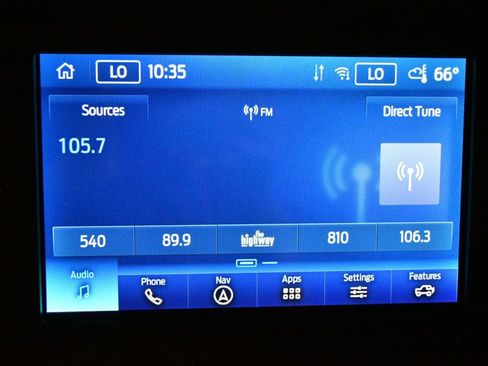 LO 10:35 LO 66°
Sources FM Direct Tune
105.7
540 89.9 the highway 810 106.3
Audio Phone Nav Apps Settings Features